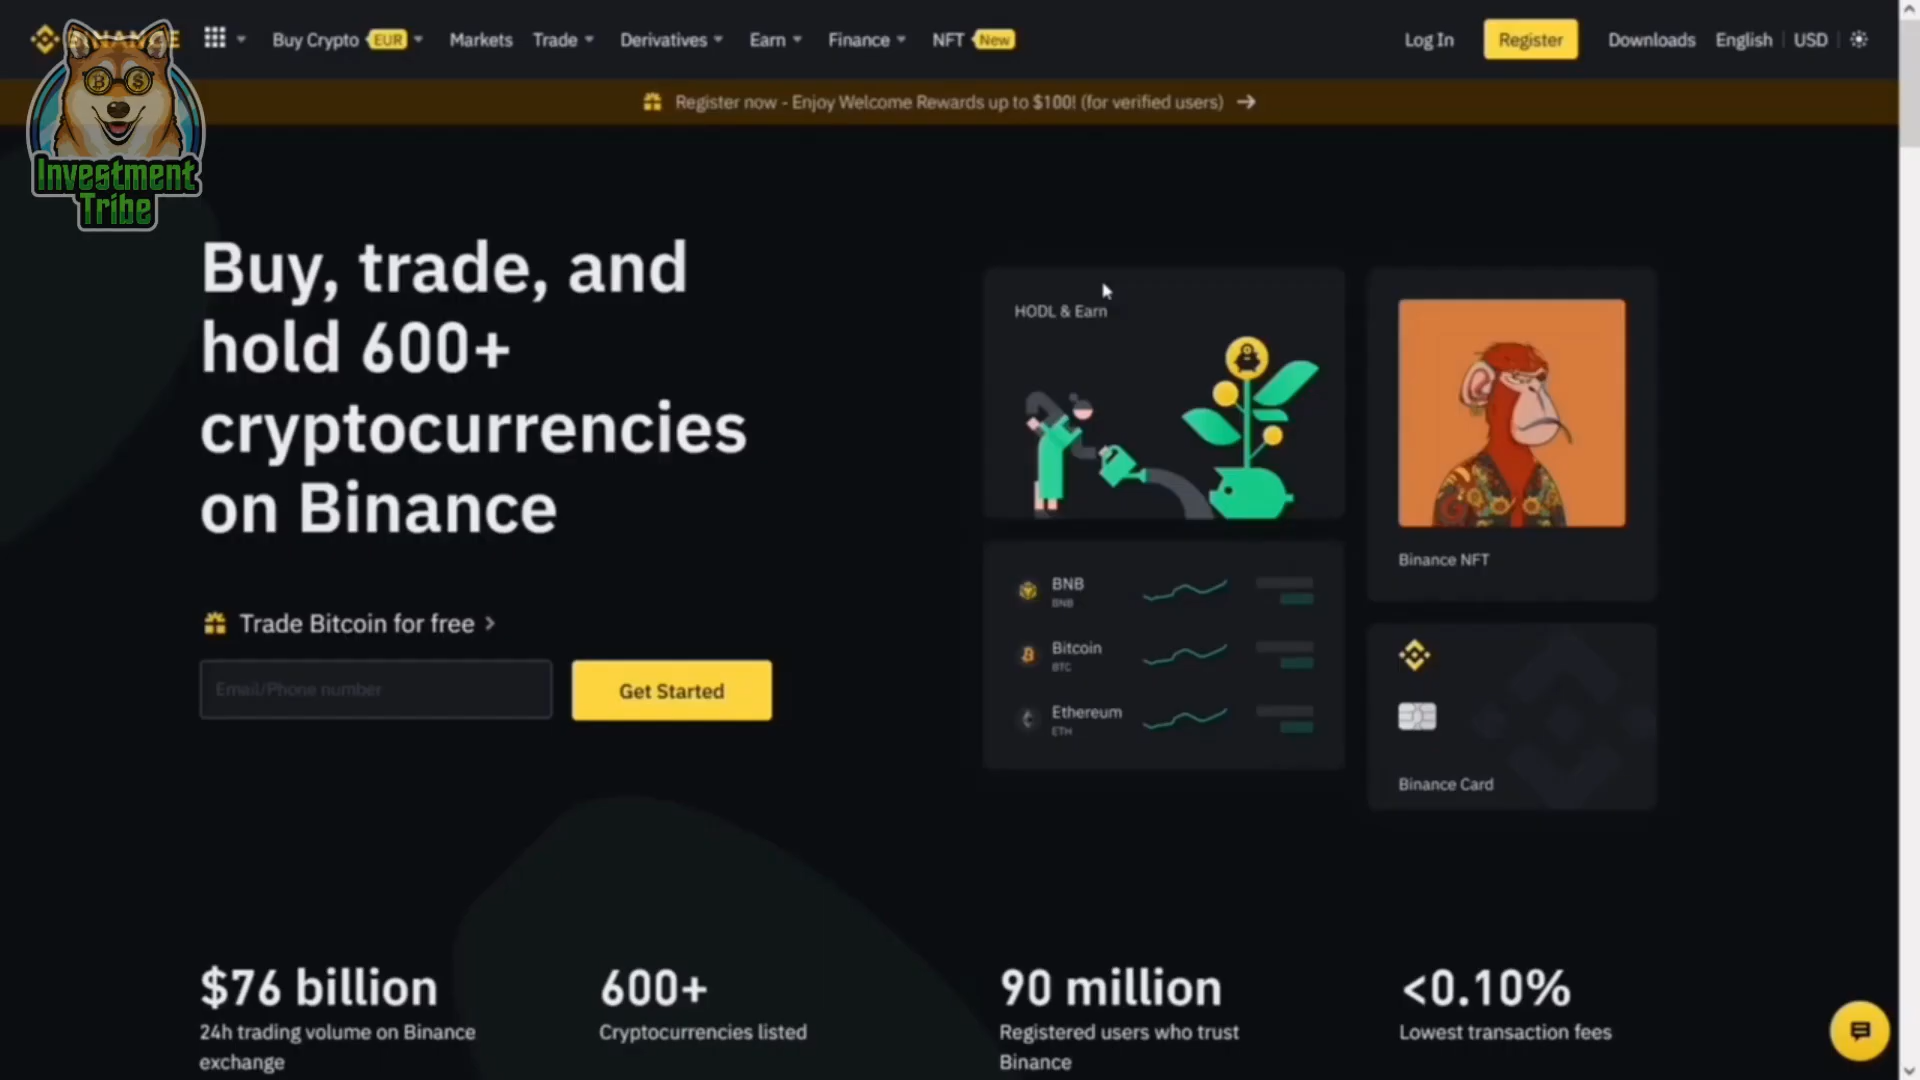 Buy Crypto EUR Markets Trade Derivatives Earn Finance NFT New Log In Register Downloads English USD
Register now - Enjoy Welcome Rewards up to $100! (for verified users)
Investment
Tribe
Buy, trade, and
hold 600+
cryptocurrencies
on Binance
Trade Bitcoin for free
Email/Phone number
Get Started
HODL & Earn
BNB
BNB
Bitcoin
BTC
Ethereum
ETH
Binance NFT
Binance Card
$76 billion
24h trading volume on Binance
exchange
600+
Cryptocurrencies listed
90 million
Registered users who trust
Binance
<0.10%
Lowest transaction fees